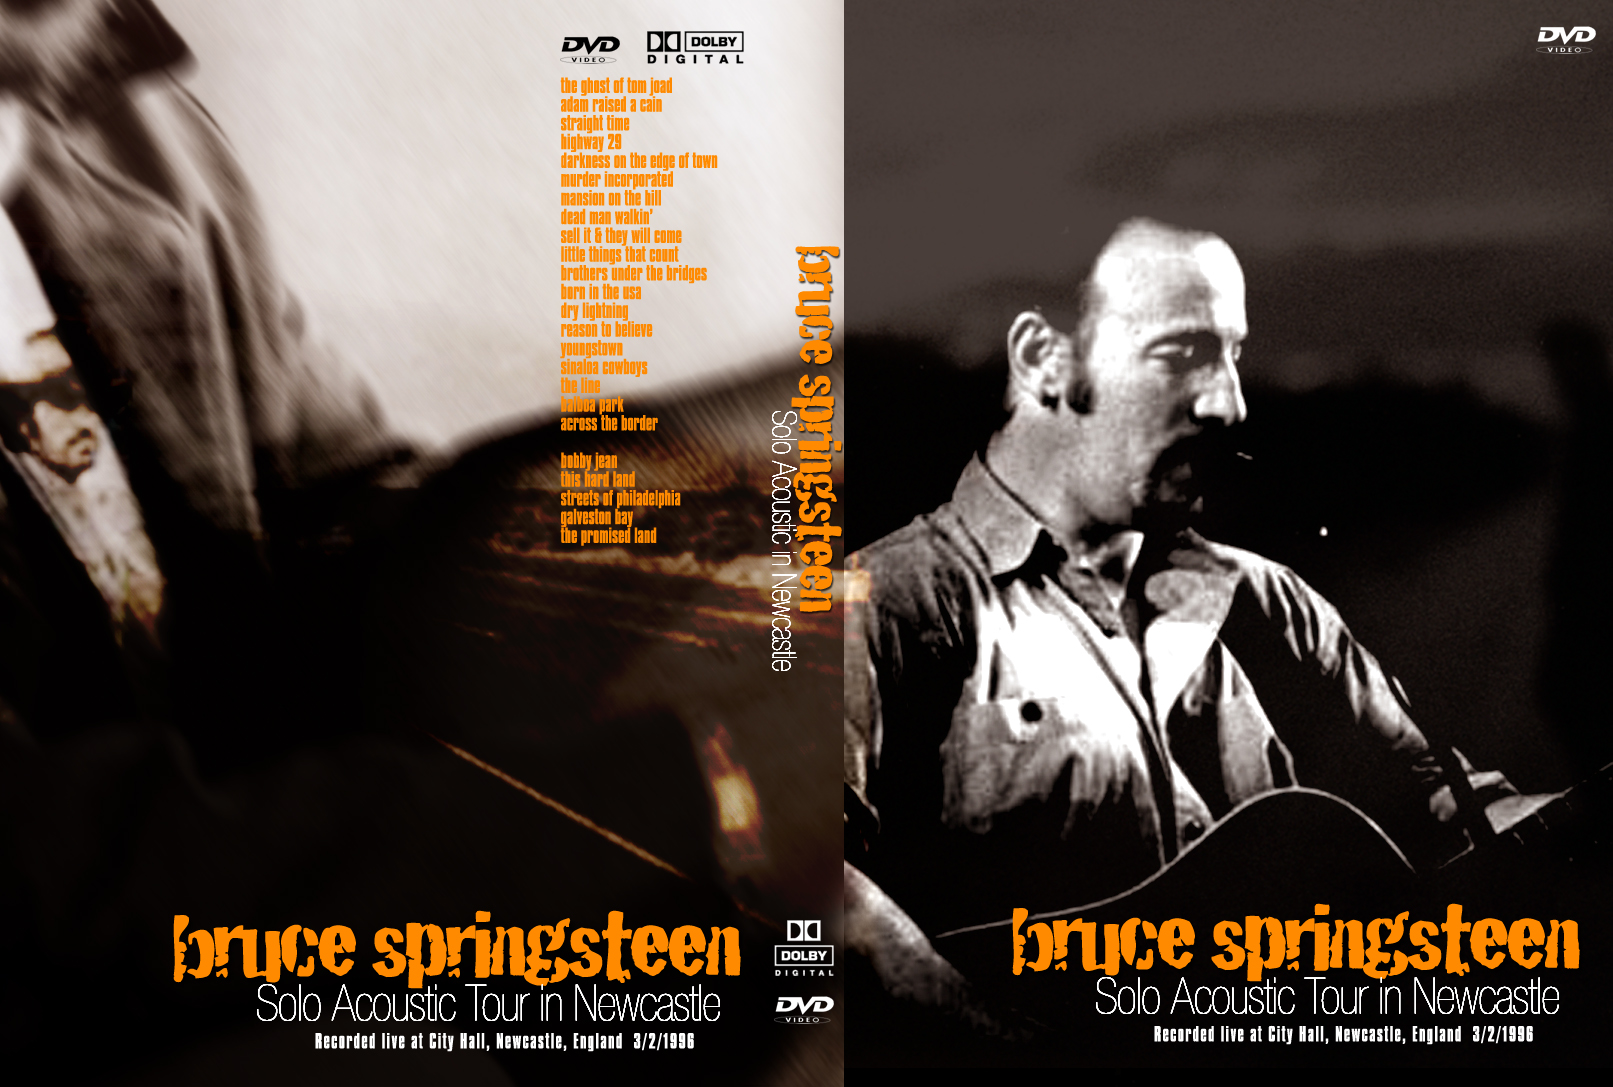 DVD
VIDEO
DOLBY
DIGITAL
the ghost of tom joad
adam raised a cain
straight time
highway 29
darkness on the edge of town
murder incorporated
mansion on the hill
dead man walkin'
sell it & they will come
little things that count
brothers under the bridges
born in the usa
dry lightning
reason to believe
youngstown
sinaloa cowboys
the line
balboa park
across the border
bobby jean
this hard land
streets of philadelphia
galveston bay
the promised land
bruce springsteen
Solo Acoustic Tour in Newcastle
Recorded live at City Hall, Newcastle, England 3/2/1996
bruce springsteen
Solo Acoustic in Newcastle
DOLBY
DIGITAL
DVD
VIDEO
DVD
VIDEO
bruce springsteen
Solo Acoustic Tour in Newcastle
Recorded live at City Hall, Newcastle, England 3/2/1996